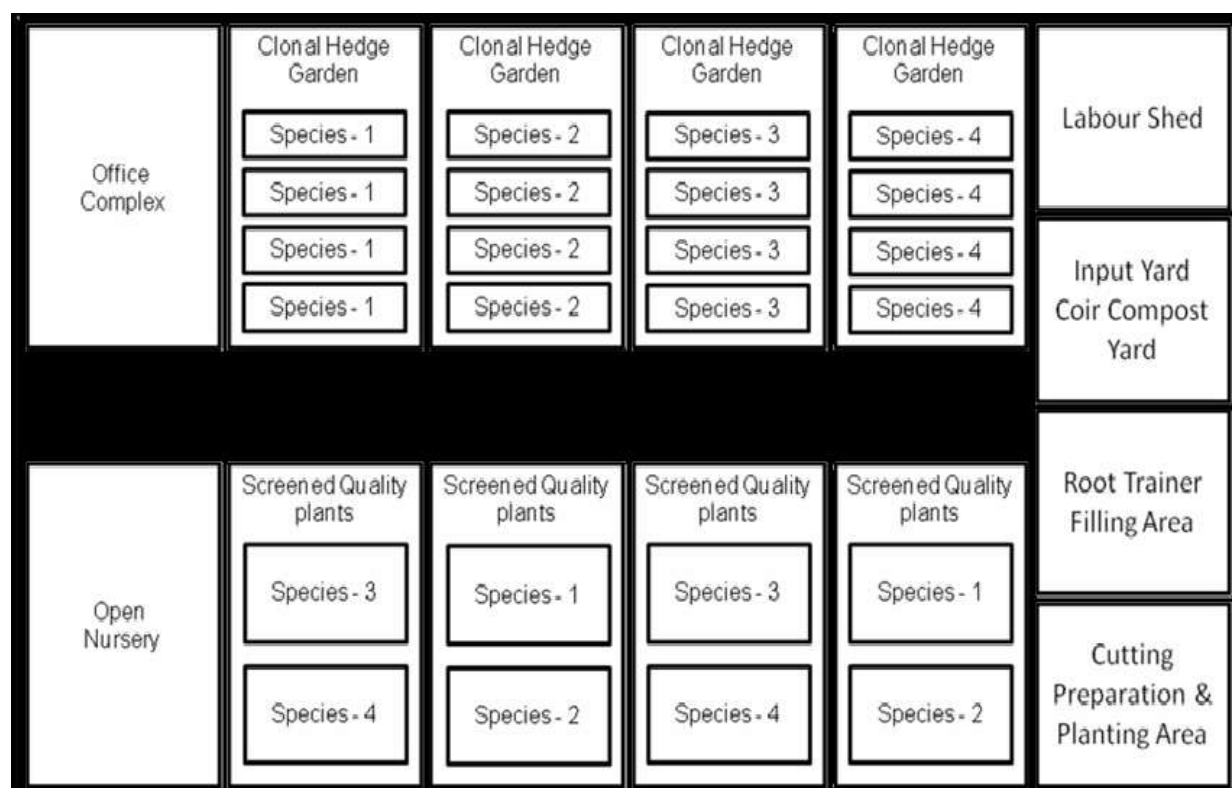 Office
Complex
Clonal Hedge
Garden
Species - 1
Species - 1
Species - 1
Species - 1
Clonal Hedge
Garden
Species - 2
Species - 2
Species - 2
Species - 2
Clonal Hedge
Garden
Species - 3
Species - 3
Species - 3
Species - 3
Clonal Hedge
Garden
Species - 4
Species - 4
Species - 4
Species - 4
Labour Shed
Input Yard
Coir Compost
Yard
Root Trainer
Filling Area
Cutting
Preparation &
Planting Area
Open
Nursery
Screened Quality
plants
Species - 3
Species - 4
Screened Quality
plants
Species - 1
Species - 2
Screened Quality
plants
Species - 3
Species - 4
Screened Quality
plants
Species - 1
Species - 2